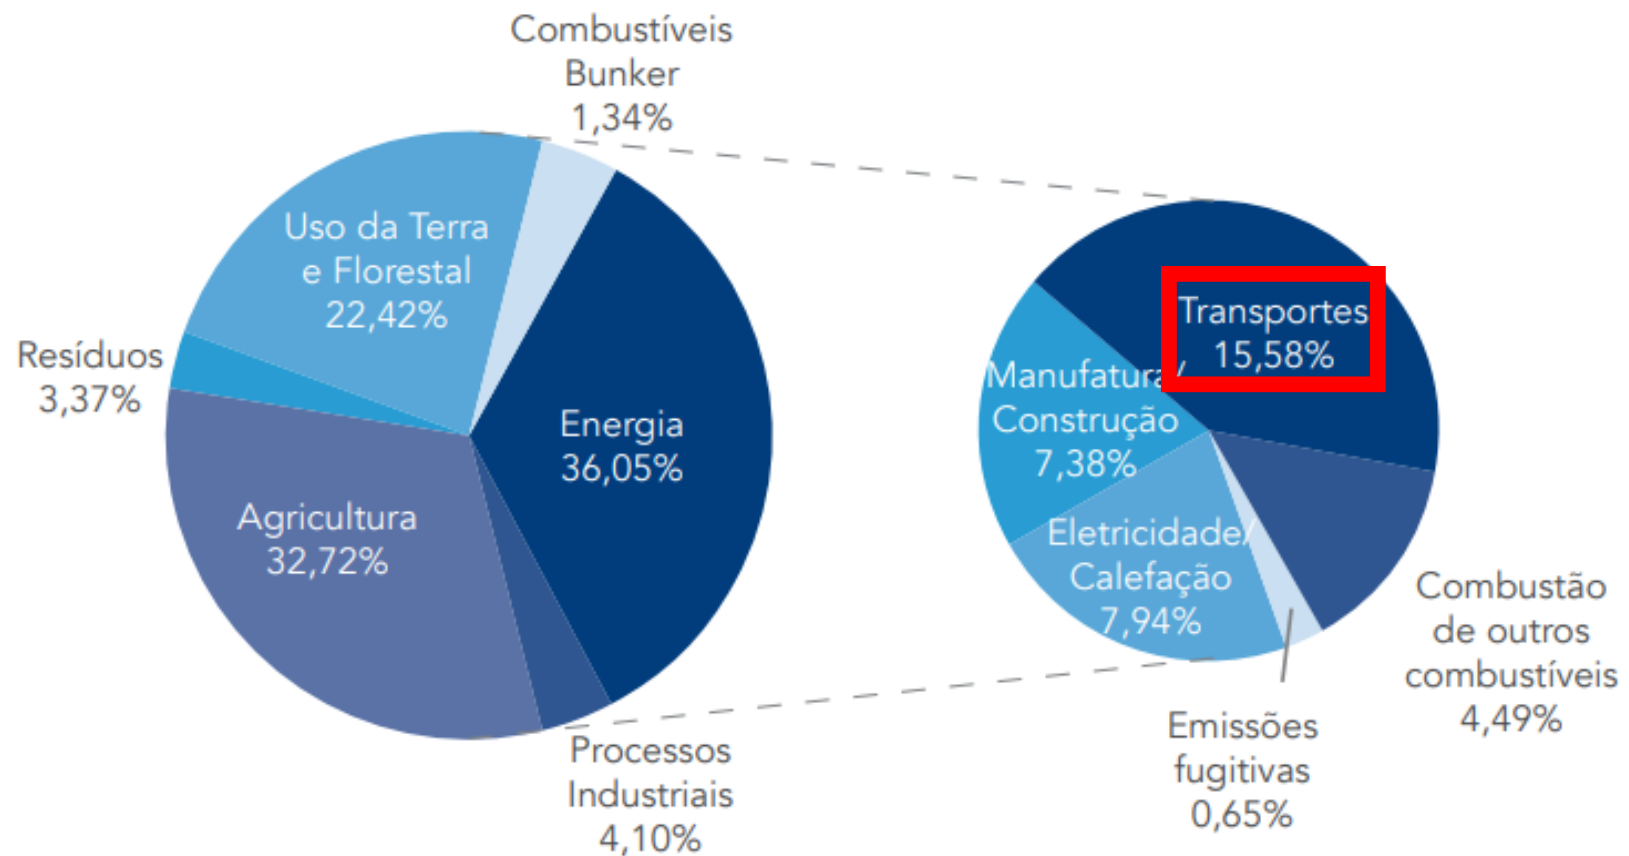 Combustíveis
Bunker
1,34%
Uso da Terra
e Florestal
22,42%
Resíduos
3,37%
Energia
36,05%
Agricultura
32,72%
Processos
Industriais
4,10%
Transportes
15,58%
Manufatura/
Construção
7,38%
Eletricidade/
Calefação
7,94%
Combustão
de outros
combustíveis
4,49%
Emissões
fugitivas
0,65%